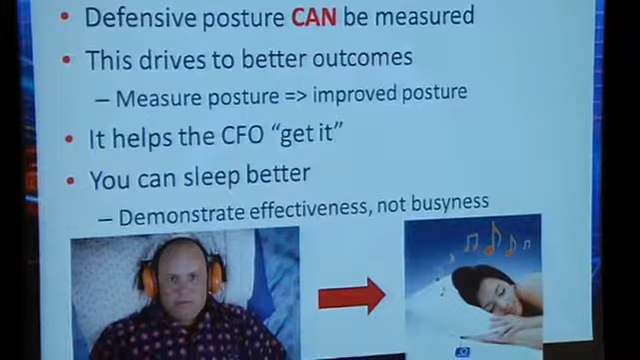 • Defensive posture CAN be measured
• This drives to better outcomes
– Measure posture => improved posture
• It helps the CFO “get it”
• You can sleep better
– Demonstrate effectiveness, not busyness